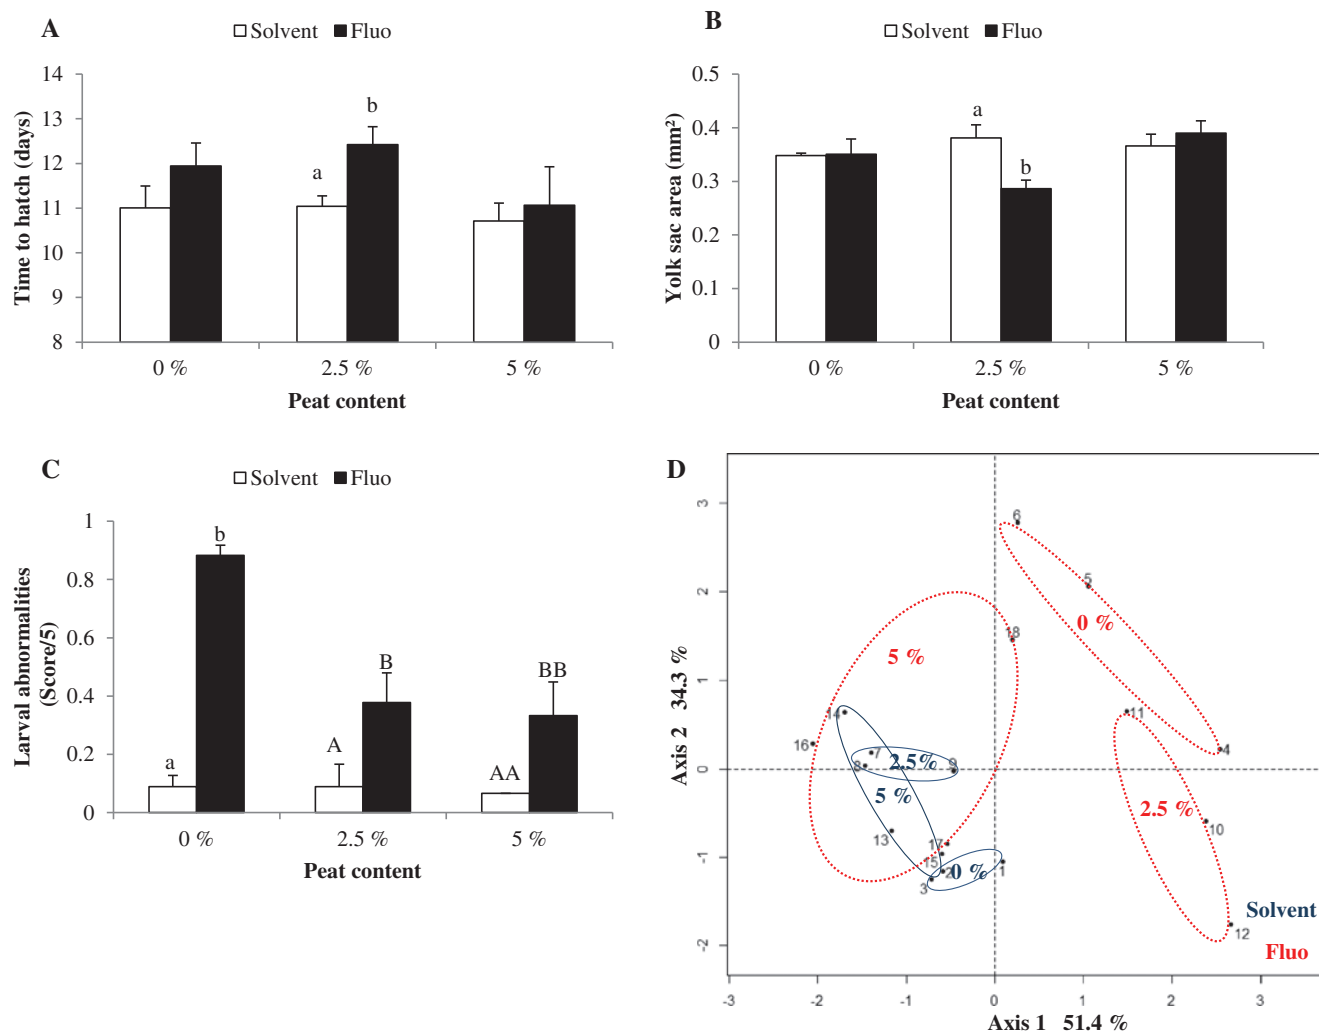 A
Solvent Fluo
Time to hatch (days)
14
13
12
11
10
9
8
a
b
0 % 2.5 % 5 %
Peat content
B
Solvent Fluo
Yolk sac area (mm²)
0.5
0.4
0.3
0.2
0.1
0
a
b
0 % 2.5 % 5 %
Peat content
C
Solvent Fluo
Larval abnormalities
(Score/5)
1
0.8
0.6
0.4
0.2
0
a
b
A
B
AA
BB
0 % 2.5 % 5 %
Peat content
D
Axis 2 34.3 %
3
2
1
0
-1
-2
6
5
0 %
18
5 %
11
14
4
16
7
2.5%
9
8
5 %
2.5 %
10
13
17
15
2
0 %
1
3
12
Solvent
Fluo
-3 -2 -1 0 1 2 3
Axis 1 51.4 %